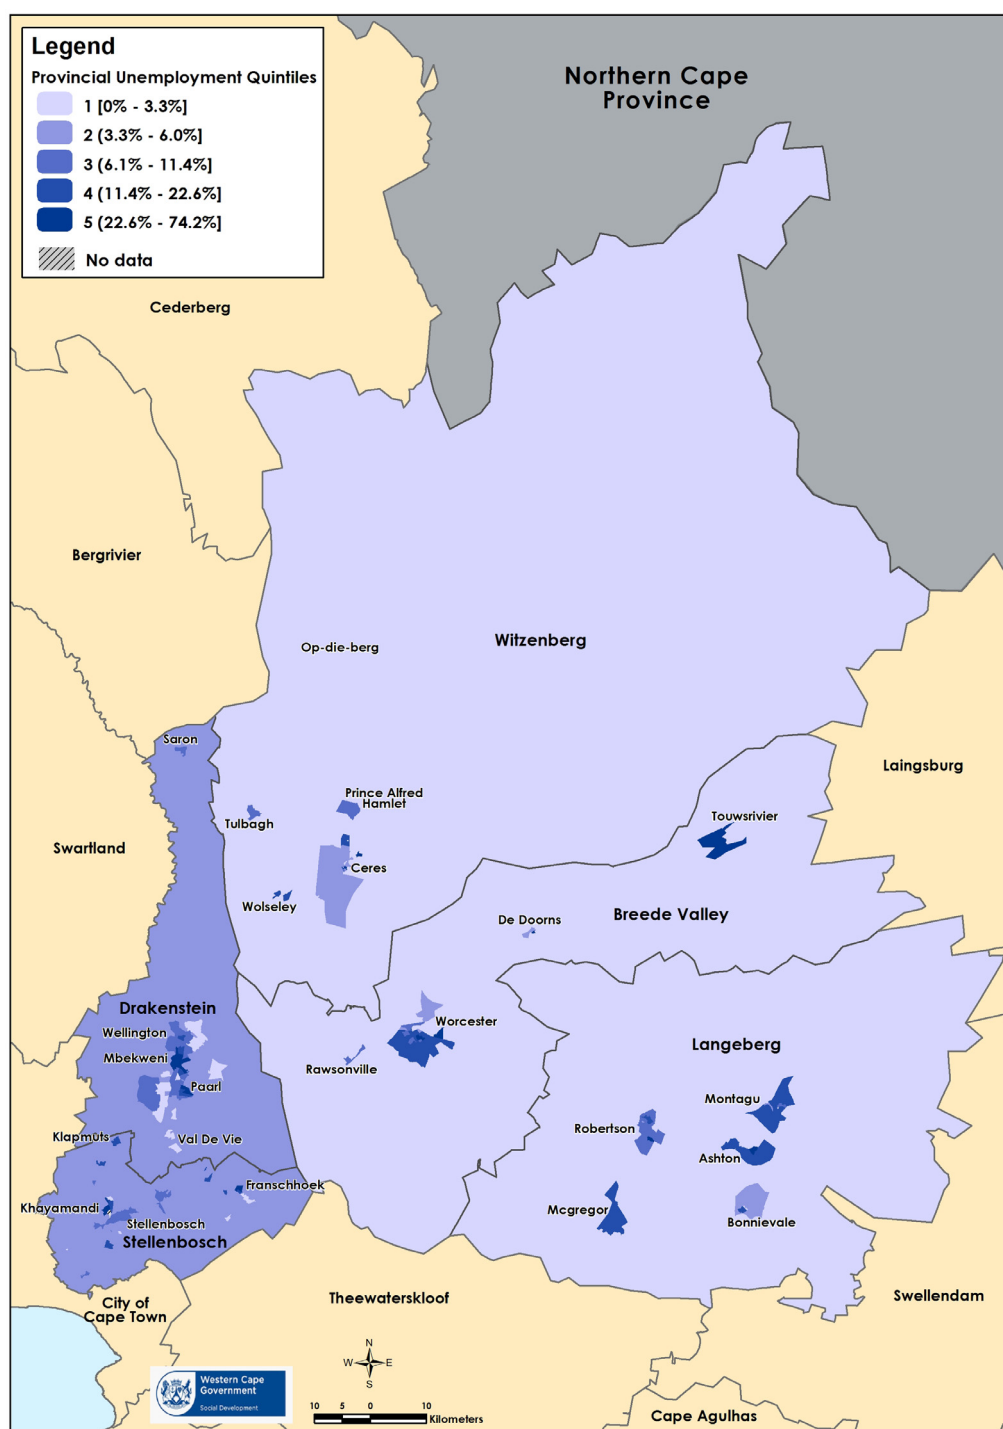 Legend
Provincial Unemployment Quintiles
1 [0% - 3.3%]
2 (3.3% - 6.0%]
3 (6.1% - 11.4%]
4 (11.4% - 22.6%]
5 (22.6% - 74.2%]
No data
Northern Cape
Province
Cederberg
Bergrivier
Witzenberg
Op-die-berg
Saron
Laingsburg
Prince Alfred
Hamlet
Tulbagh
Touwsrivier
Swartland
Ceres
Wolseley
Breede Valley
De Doorns
Drakenstein
Wellington
Worcester
Mbekweni
Rawsonville
Langeberg
Paarl
Montagu
Robertson
Klapmuts
Val De Vie
Ashton
Franschhoek
Khayamandi
Stellenbosch
Mcgregor
Bonnievale
Stellenbosch
City of
Cape Town
Theewaterskloof
Swellendam
N
W
E
S
Western Cape
Government
Social Development
10
5
0
10
Kilometers
Cape Agulhas